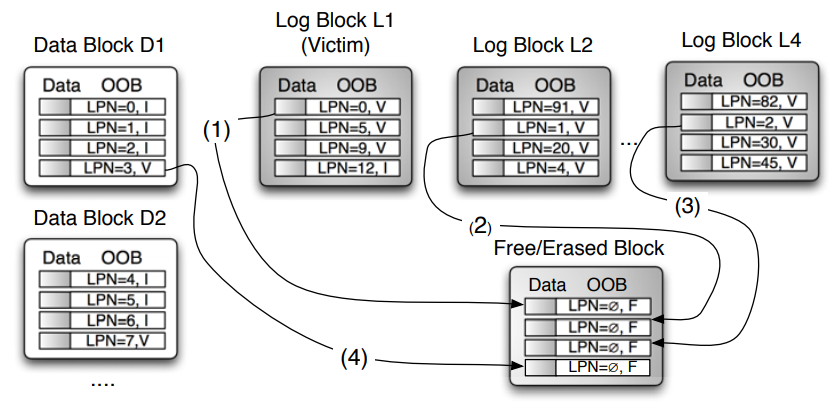 Data Block D1
Data OOB
LPN=0, I
LPN=1, I
LPN=2, I
LPN=3, V
Log Block L1
(Victim)
Data OOB
LPN=0, V
LPN=5, V
LPN=9, V
LPN=12, I
Log Block L2
Data OOB
LPN=91, V
LPN=1, V
LPN=20, V
LPN=4, V
...
Log Block L4
Data OOB
LPN=82, V
LPN=2, V
LPN=30, V
LPN=45, V
(1)
(2)
(3)
(4)
Data Block D2
Data OOB
LPN=4, I
LPN=5, I
LPN=6, I
LPN=7,V
....
Free/Erased Block
Data OOB
LPN=∅, F
LPN=∅, F
LPN=∅, F
LPN=∅, F